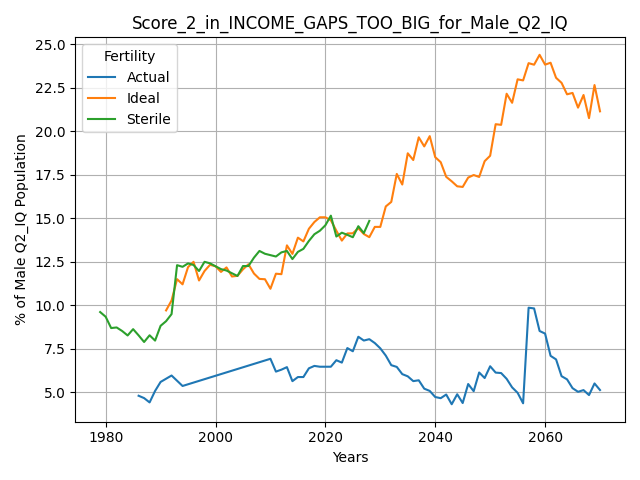 Score_2_in_INCOME_GAPS_TOO_BIG_for_Male_Q2_IQ
Fertility
Actual
Ideal
Sterile
25.0
22.5
20.0
17.5
15.0
12.5
10.0
7.5
5.0
% of Male Q2_IQ Population
1980 2000 2020 2040 2060
Years